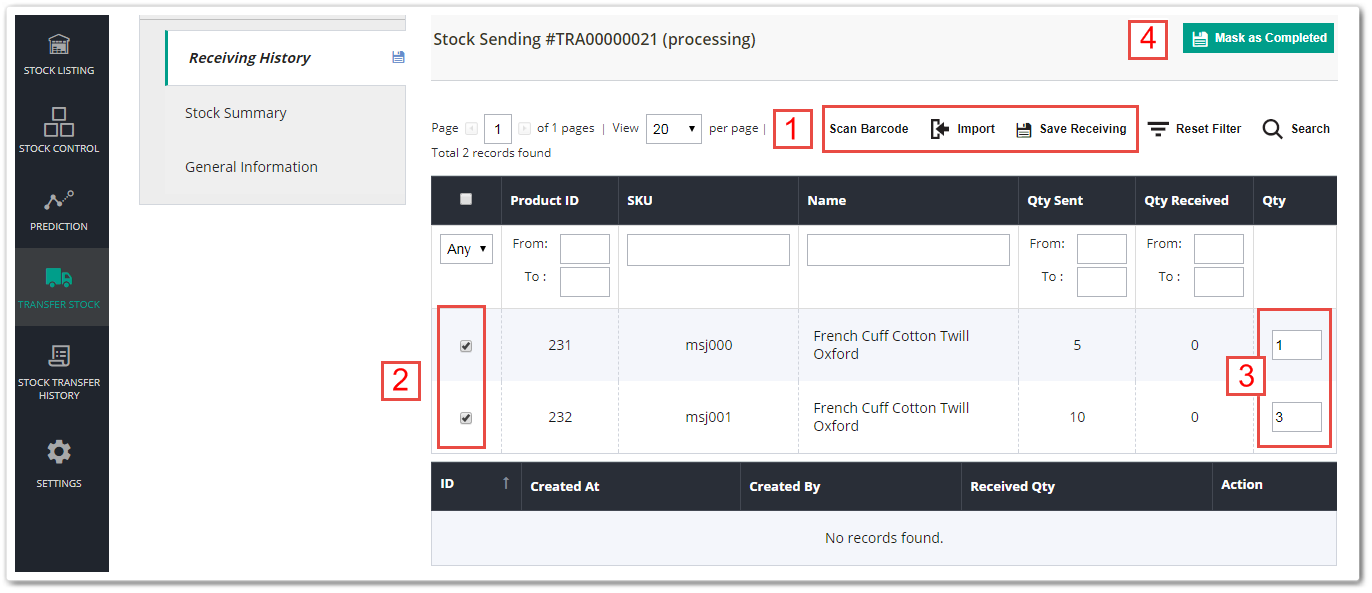 STOCK LISTING
STOCK CONTROL
PREDICTION
TRANSFER STOCK
STOCK TRANSFER
HISTORY
SETTINGS
Receiving History
Stock Summary
General Information
Stock Sending #TRA00000021 (processing)
4
Mask as Completed
Page 1 of 1 pages | View 20 per page |
1
Scan Barcode Import Save Receiving Reset Filter Search
Total 2 records found
Product ID SKU Name Qty Sent Qty Received Qty
Any From: From: From:
To : To : To :
2
231 msj000 French Cuff Cotton Twill
Oxford 5 0 1
3
232 msj001 French Cuff Cotton Twill
Oxford 10 0 3
ID ↑ Created At Created By Received Qty Action
No records found.